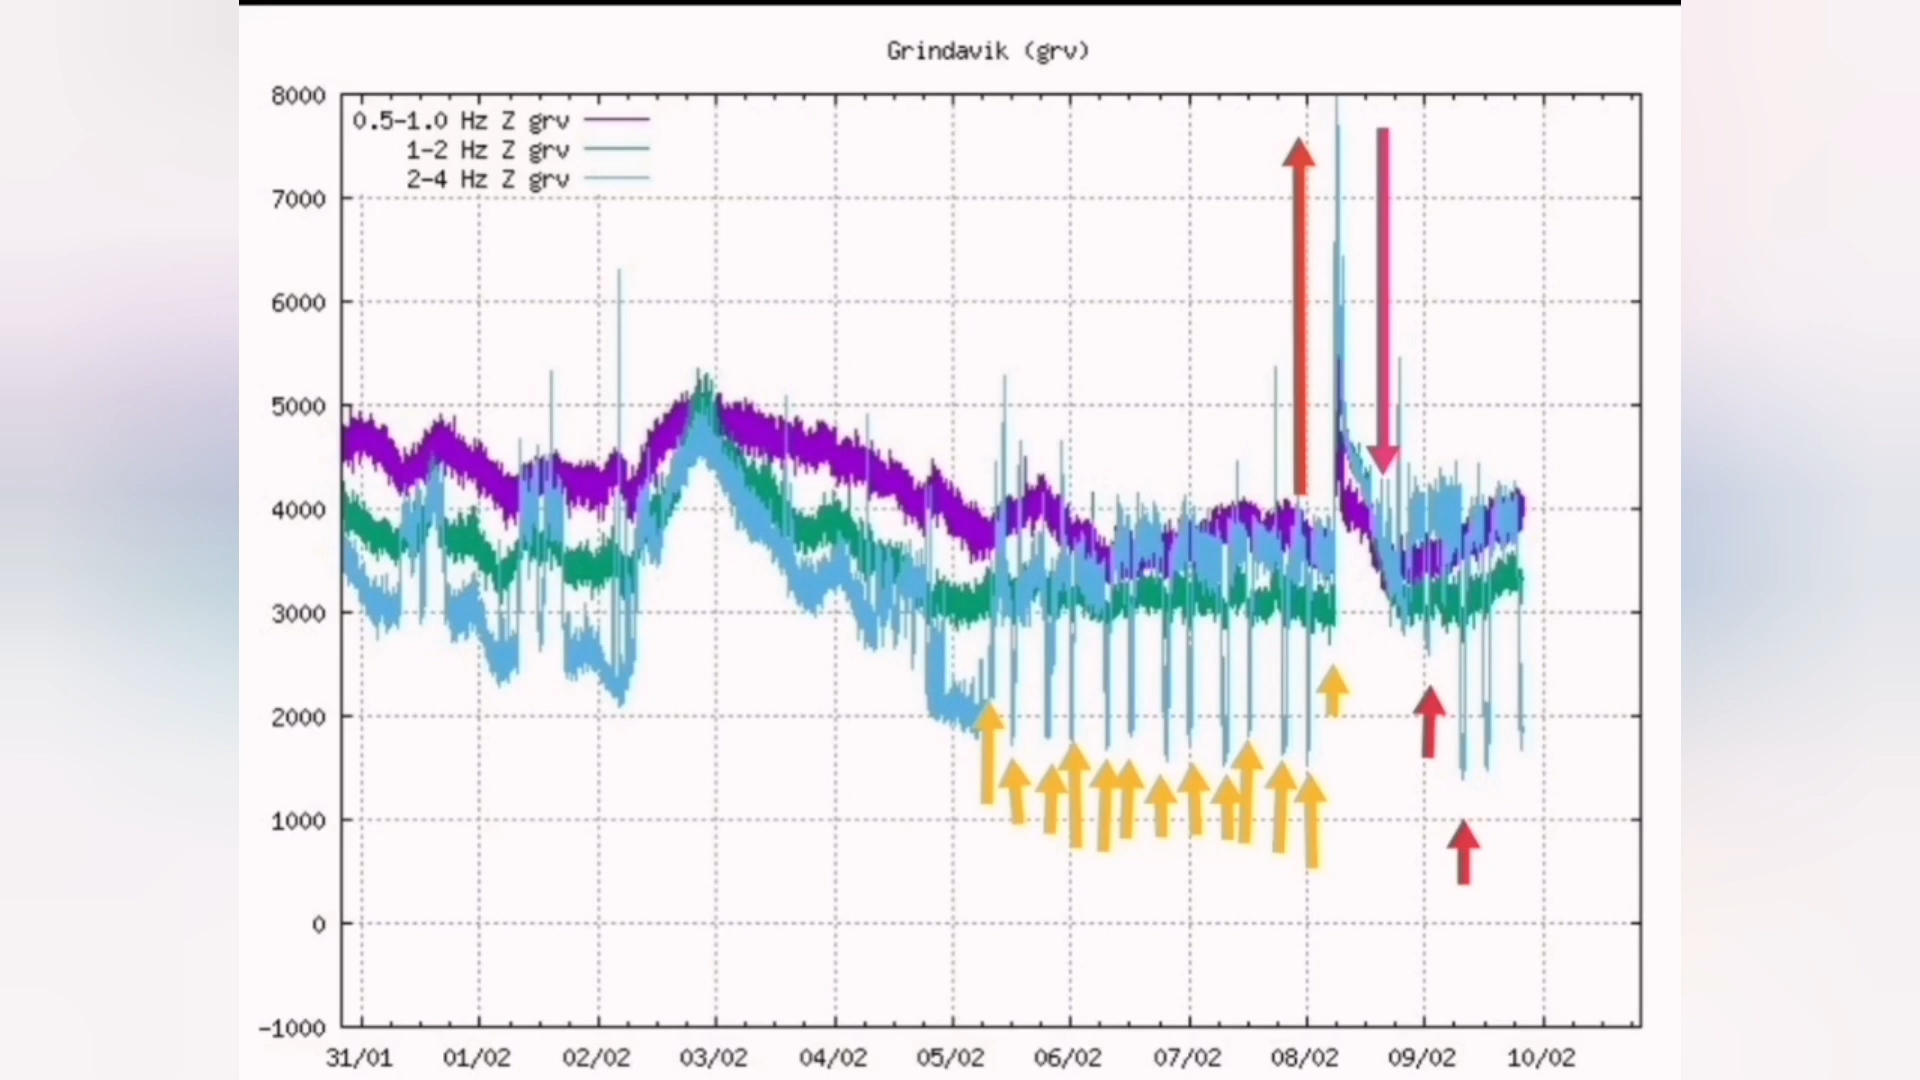 Grindavik (grv)
8000
0.5-1.0 Hz Z grv
1-2 Hz Z grv
2-4 Hz Z grv
7000
6000
5000
4000
3000
2000
1000
0
-1000
31/01 01/02 02/02 03/02 04/02 05/02 06/02 07/02 08/02 09/02 10/02